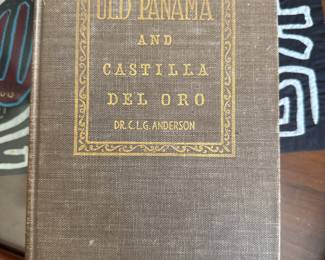 OLD PANAMA
AND
CASTILLA
DEL ORO
DR. C. L. G. ANDERSON